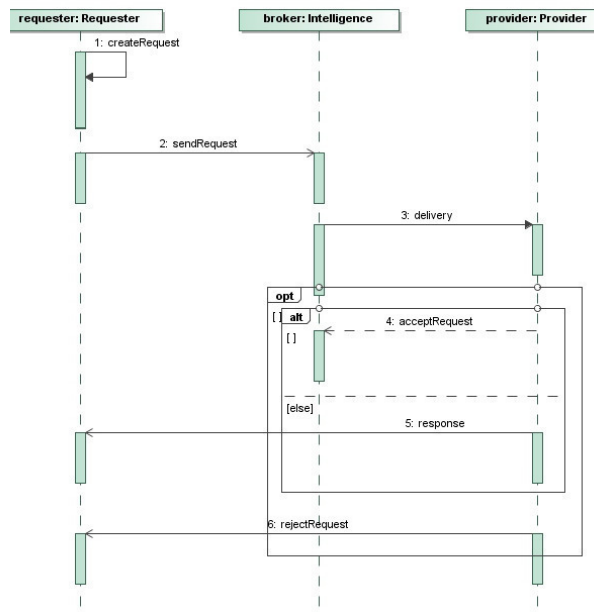 requester: Requester
broker: Intelligence
provider: Provider
1: createRequest
2: sendRequest
3: delivery
opt
[ ]
alt
4: acceptRequest
[ ]
[else]
5: response
6: rejectRequest